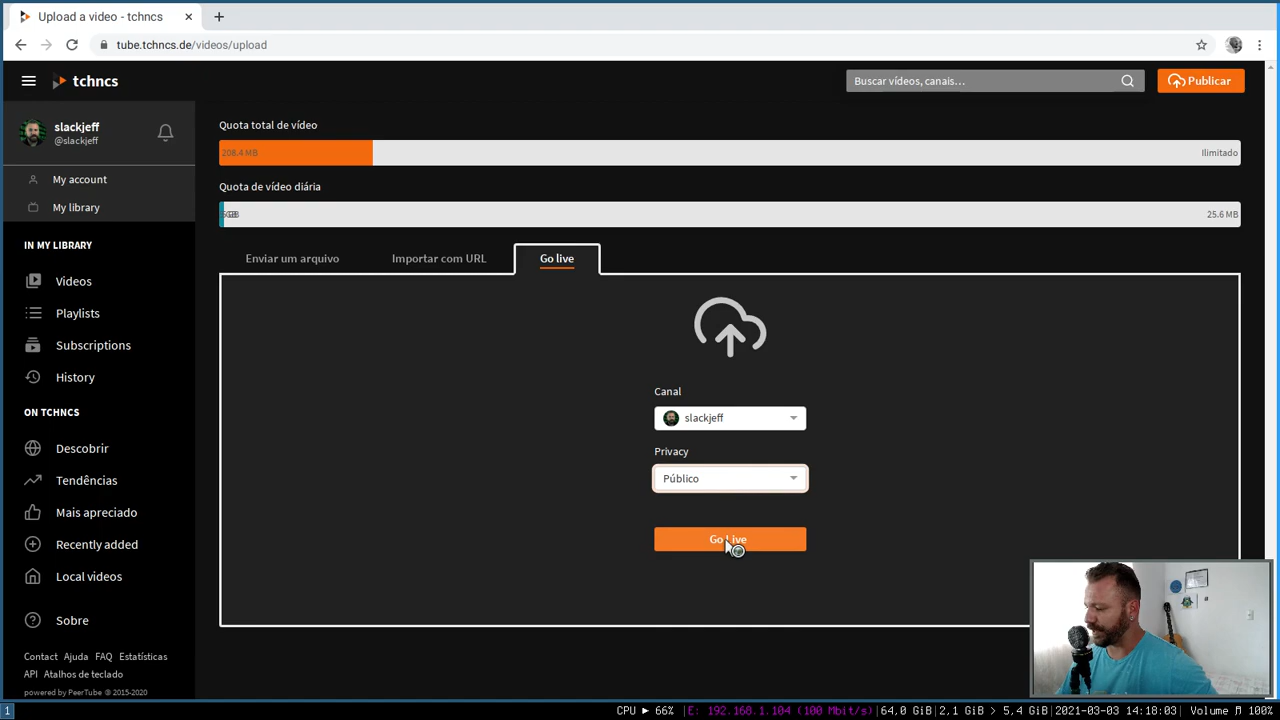 Upload a video - tchncs
tube.tchncs.de/videos/upload
tchncs
Buscar vídeos, canais…
Publicar
slackjeff
@slackjeff
My account
My library
IN MY LIBRARY
Videos
Playlists
Subscriptions
History
ON TCHNCS
Descobrir
Tendências
Mais apreciado
Recently added
Local videos
Sobre
Contact Ajuda FAQ Estatísticas
API Atalhos de teclado
powered by PeerTube © 2015-2020
Quota total de vídeo
208.4 MB
Ilimitado
Quota de vídeo diária
25.6 MB
Enviar um arquivo
Importar com URL
Go live
Canal
slackjeff
Privacy
Público
Go Live
1
CPU ► 66% |E: 192.168.1.104 (100 Mbit/s)|64,0 GiB|2,1 GiB > 5,4 GiB|2021-03-03 14:18:03| Volume ♬ 100%